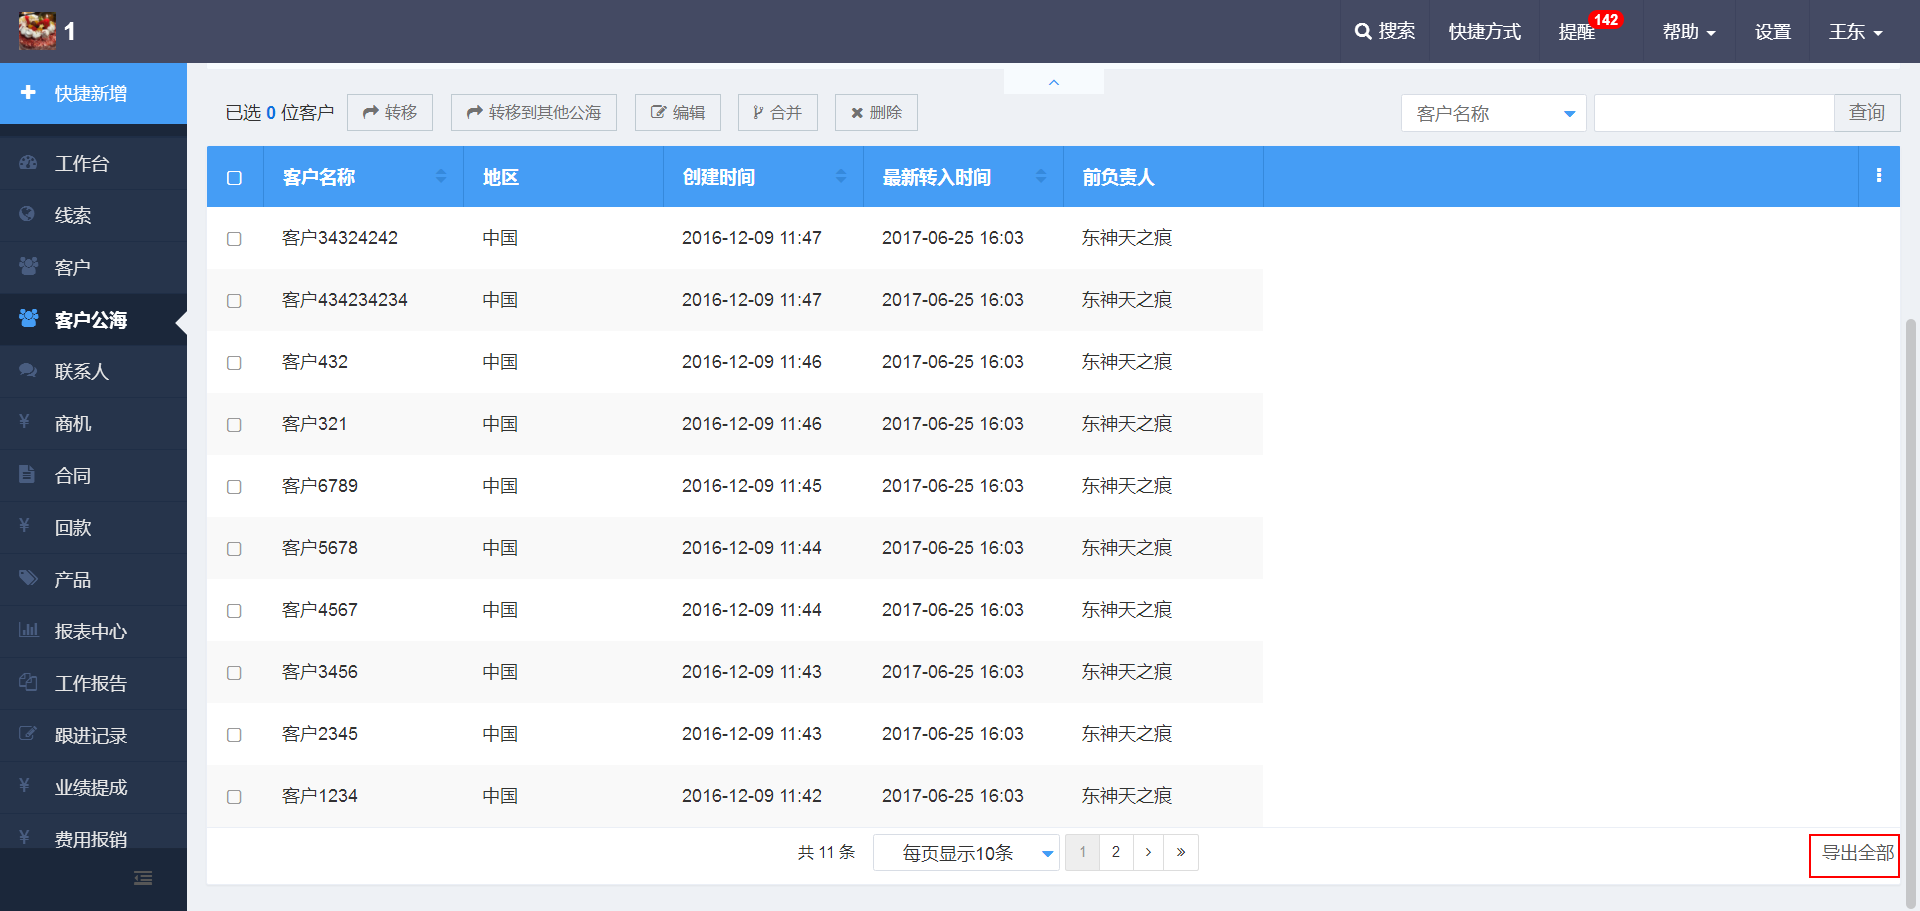 1 搜索 快捷方式 提醒 142 帮助 设置 王东
快捷新增
工作台
线索
客户
客户公海
联系人
商机
合同
回款
产品
报表中心
工作报告
跟进记录
业绩提成
费用报销
已选 0 位客户 转移 转移到其他公海 编辑 合并 删除 客户名称 查询
客户名称 地区 创建时间 最新转入时间 前负责人
客户34324242 中国 2016-12-09 11:47 2017-06-25 16:03 东神天之痕
客户434234234 中国 2016-12-09 11:47 2017-06-25 16:03 东神天之痕
客户432 中国 2016-12-09 11:46 2017-06-25 16:03 东神天之痕
客户321 中国 2016-12-09 11:46 2017-06-25 16:03 东神天之痕
客户6789 中国 2016-12-09 11:45 2017-06-25 16:03 东神天之痕
客户5678 中国 2016-12-09 11:44 2017-06-25 16:03 东神天之痕
客户4567 中国 2016-12-09 11:44 2017-06-25 16:03 东神天之痕
客户3456 中国 2016-12-09 11:43 2017-06-25 16:03 东神天之痕
客户2345 中国 2016-12-09 11:43 2017-06-25 16:03 东神天之痕
客户1234 中国 2016-12-09 11:42 2017-06-25 16:03 东神天之痕
共 11 条 每页显示10条 1 2 › » 导出全部